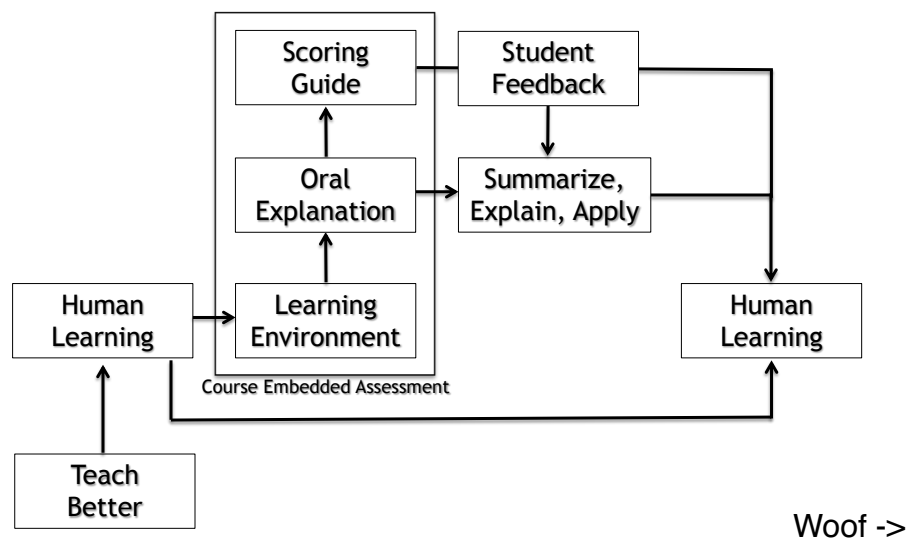 Scoring
Guide
Student
Feedback
Oral
Explanation
Summarize,
Explain, Apply
Human
Learning
Learning
Environment
Human
Learning
Course Embedded Assessment
Teach
Better
Woof ->